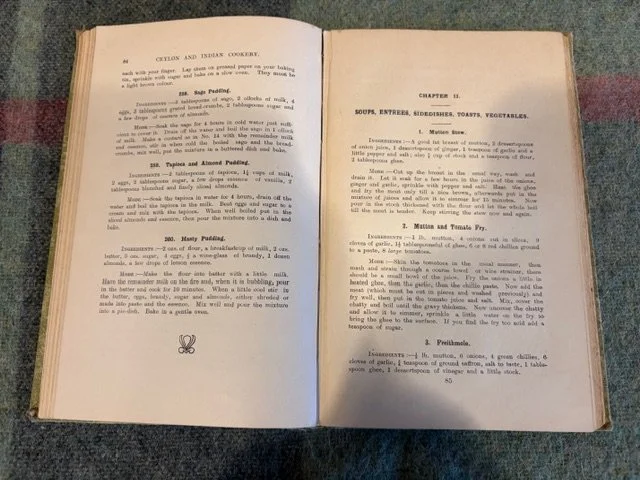 84
CEYLON AND INDIAN COOKERY.
each with your finger. Lay them on greased paper on your baking
tin, sprinkle with sugar and bake on a slow oven. They must be
a light brown colour.
258. Sago Pudding.
INGREDIENTS:—3 tablespoons of sago, 2 of milk, 4
eggs, 2 tablespoons grated bread-crumbs, 2 tablespoons sugar and
a few drops of essence of almonds.
MODE:—Soak the sago for 4 hours in cold water just suffi-
cient to cover it. Drain off the water and boil the sago in 1
of milk. Make a custard as in No. 14 with the remainder milk
and essence, stir in when cold the boiled sago and the bread-
crumbs, mix well, put the mixture in a buttered dish and bake.
259. Tapioca and Almond Pudding.
INGREDIENTS:—2 tablespoons of tapioca, 1½ cups of milk,
2 eggs, 2 tablespoons sugar, a few drops essence of vanilla, 2
tablespoons blanched and finely sliced almonds.
MODE:—Soak the tapioca in water for 4 hours, drain off the
water and boil the tapioca in the milk. Beat eggs and sugar to a
cream and mix with the tapioca. When well boiled put in the
sliced almonds and essence, then pour the mixture into a dish and
bake.
260. Hasty Pudding.
INGREDIENTS:—2 ozs. of flour, a breakfastcup of milk, 2 ozs.
butter, 3 ozs. sugar, 4 eggs, a wine-glass of brandy, 1 dozen
almonds, a few drops of lemon essence.
MODE:—Make the flour into batter with a little milk.
Have the remainder milk on the fire and, when it is bubbling, pour
in the batter and cook for 10 minutes. When a little cool stir in
the butter, eggs, brandy, sugar and almonds, either shreded or
made into paste and the essence. Mix well and pour the mixture
into a pie-dish. Bake in a gentle oven.
CHAPTER II.
SOUPS, ENTREES, SIDEDISHES, TOASTS, VEGETABLES.
1. Mutton Stew.
INGREDIENTS:—A good fat breast of mutton, 2 dessertspoons
of onion juice, 1 dessertspoon of ginger, 1 teaspoon of garlic and a
little pepper and salt; also cup of stock and a teaspoon of flour,
2 tablespoons ghee.
MODE:—Cut up the breast in the usual way, wash and
drain it. Let it soak for a few hours in the juice of the onions,
ginger and garlic, sprinkle with pepper and salt. Heat the ghee
and fry the meat only till a nice brown, afterwards put in the
mixture of juices and allow it to simmer for 15 minutes. Now
pour in the stock thickened with the flour and let the whole boil
till the meat is tender. Keep stirring the stew now and again.
2. Mutton and Tomato Fry.
INGREDIENTS:—1 lb. mutton, 4 onions cut in slices, 9
cloves of garlic, 1½ tablespoonsful of ghee, 6 or 8 red chillies ground
to a paste, 8 large tomatoes.
MODE:—Skin the tomatoes in the usual manner, then
mash and strain through a coarse towel or wire strainer, there
should be a small bowl of the juice. Fry the onions a little in
heated ghee, then the garlic, then the chillie paste. Now add the
meat (which must be cut in pieces and washed previously) and
fry well, then put in the tomato juice and salt. Mix, cover the
chatty and boil until the gravy thickens. Now uncover the chatty
and allow it to simmer, sprinkle a little water on the fry to
bring the ghee to the surface. If you find the fry too acid add a
teaspoon of sugar.
3. Freithmolo.
INGREDIENTS:—½ lb. mutton, 6 onions, 4 green chillies, 6
cloves of garlic, teaspoon of ground saffron, salt to taste, 1 table-
spoon ghee, 1 dessertspoon of vinegar and a little stock.
85